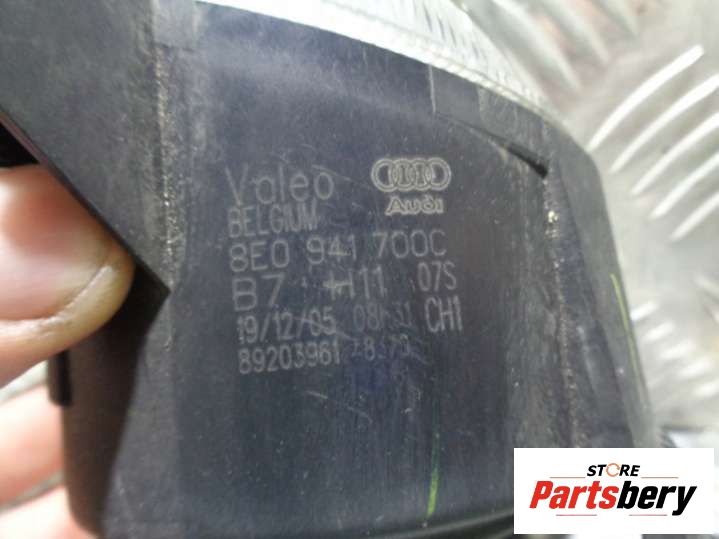 Valeo
Audi
BELGIUM
8E0 941 700C
B7 H11 07S
19/12/05 CH1
89203961
STORE
Partsbery